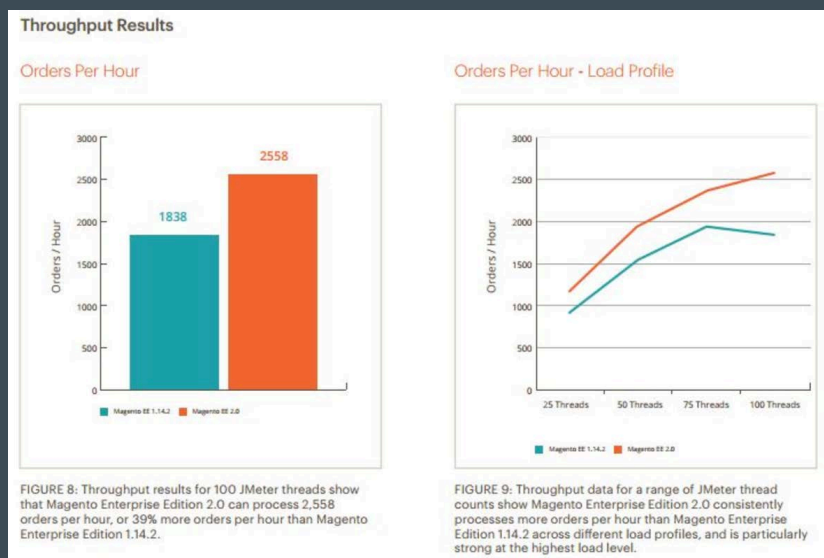 Throughput Results
Orders Per Hour
3000
2500
2000
1500
1000
500
0
Orders / Hour
1838
2558
Magento EE 1.14.2 Magento EE 2.0
FIGURE 8: Throughput results for 100 JMeter threads show
that Magento Enterprise Edition 2.0 can process 2,558
orders per hour, or 39% more orders per hour than Magento
Enterprise Edition 1.14.2.
Orders Per Hour - Load Profile
3000
2500
2000
1500
1000
500
0
Orders / Hour
25 Threads 50 Threads 75 Threads 100 Threads
Magento EE 1.14.2 Magento EE 2.0
FIGURE 9: Throughput data for a range of JMeter thread
counts show Magento Enterprise Edition 2.0 consistently
processes more orders per hour than Magento Enterprise
Edition 1.14.2 across different load profiles, and is particularly
strong at the highest load level.